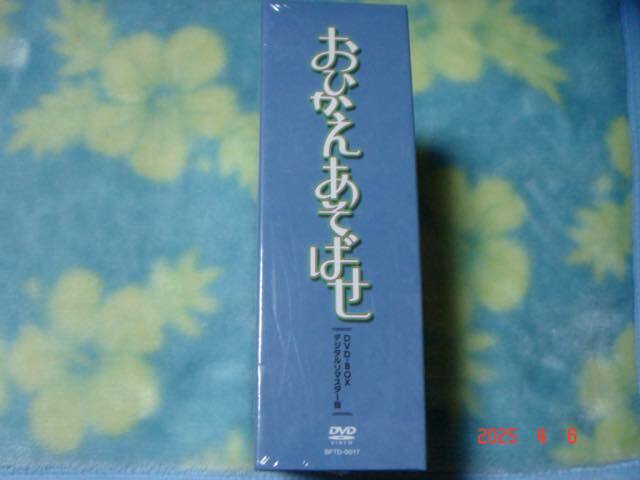 おひかえあそばせ
DVD-BOX
デジタルリマスター版
DVD
VIDEO
BFTD-0017
2025 4 6